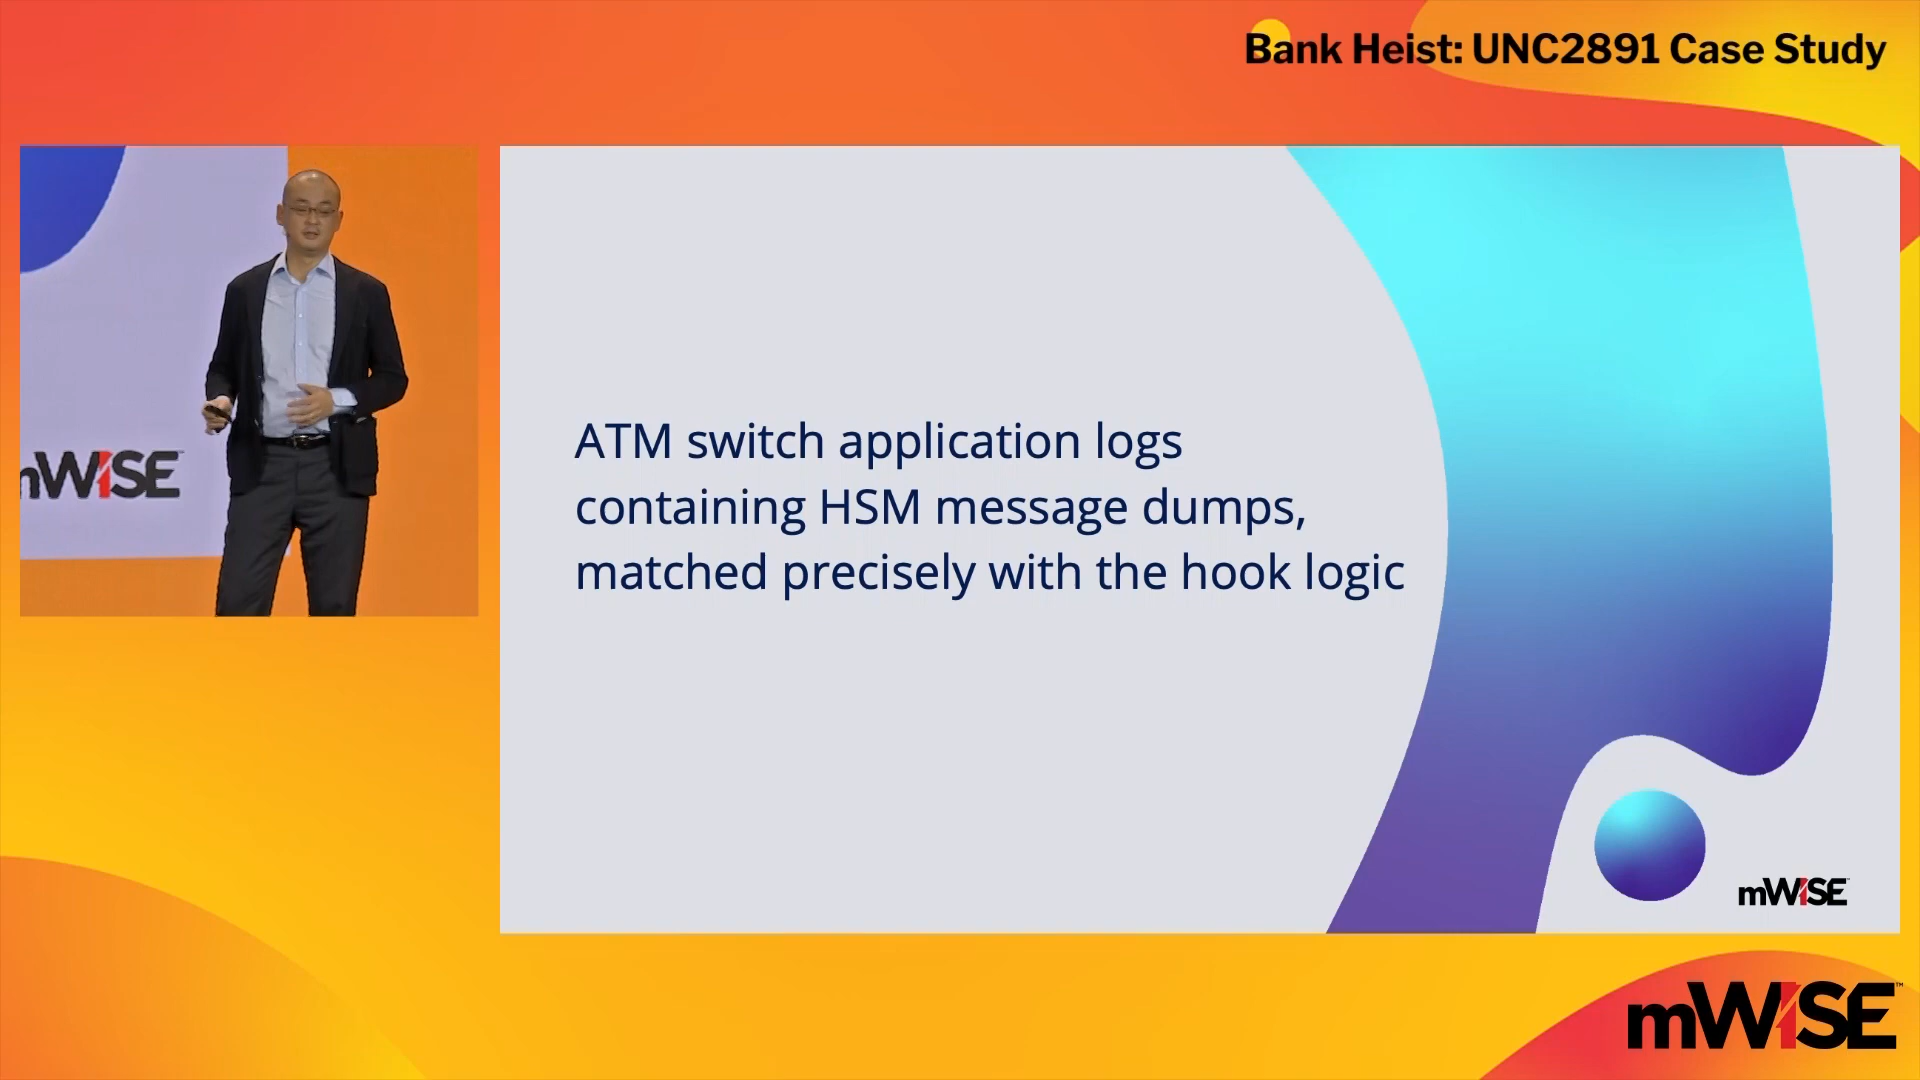 Bank Heist: UNC2891 Case Study
mWISE
ATM switch application logs
containing HSM message dumps,
matched precisely with the hook logic
mWISE
mWISE™